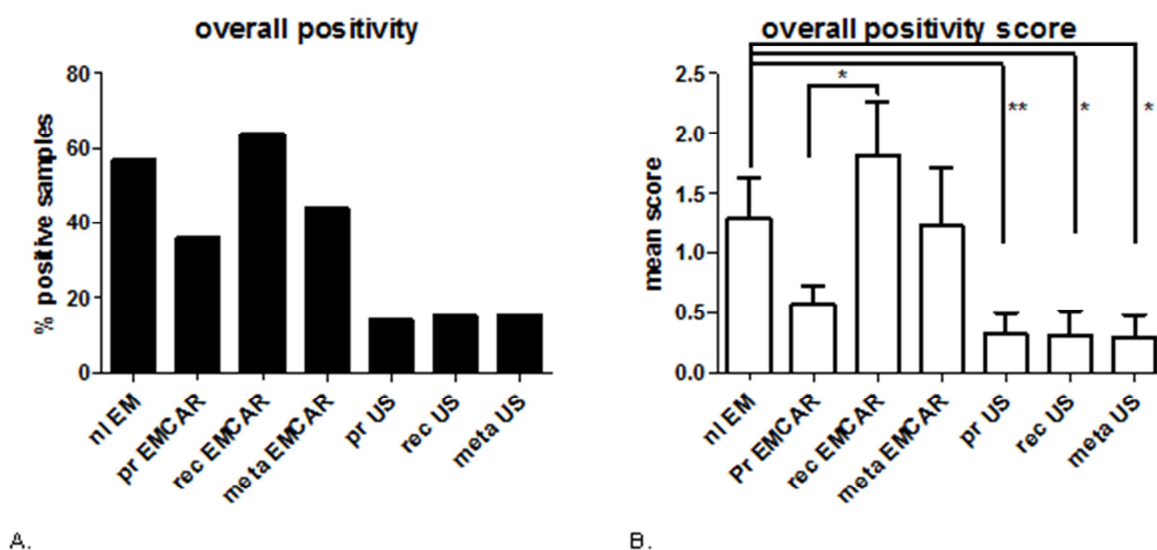 overall positivity
% positive samples
80
60
40
20
0
nl EM
pr EMCAR
rec EMCAR
meta EMCAR
pr US
rec US
meta US
A.
overall positivity score
mean score
2.5
2.0
1.5
1.0
0.5
0.0
*
**
*
*
nl EM
Pr EMCAR
rec EMCAR
meta EMCAR
pr US
rec US
meta US
B.